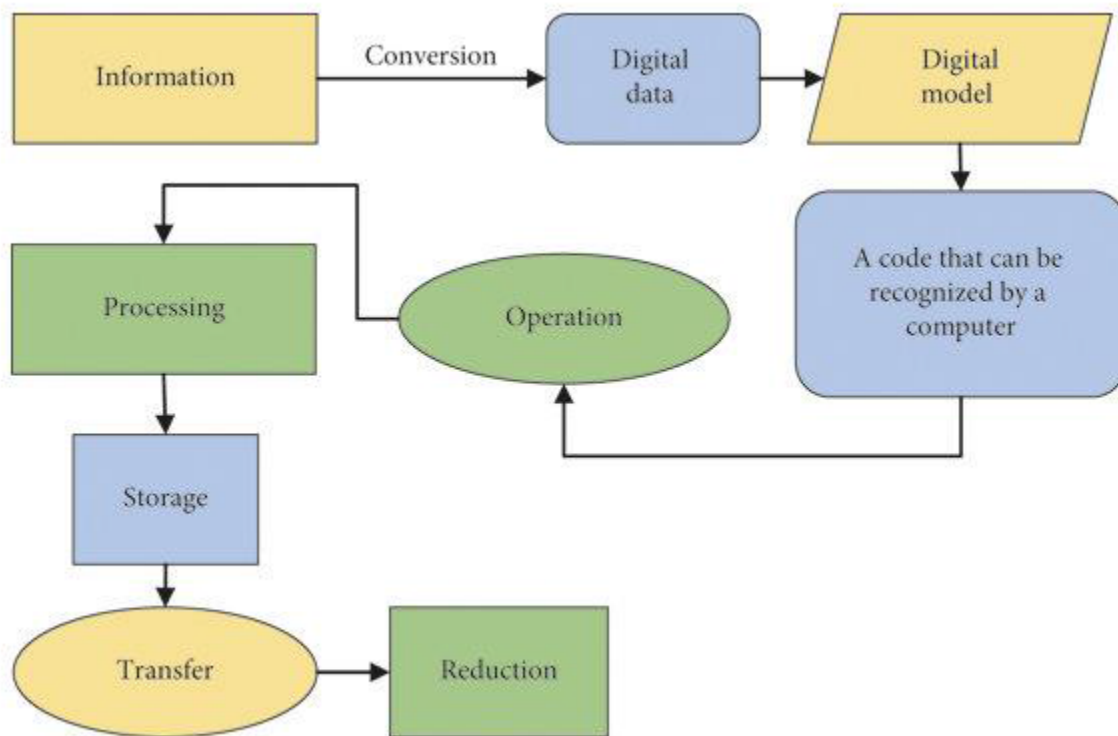 Information
Conversion
Digital
data
Digital
model
A code that can be
recognized by a
computer
Operation
Processing
Storage
Transfer
Reduction